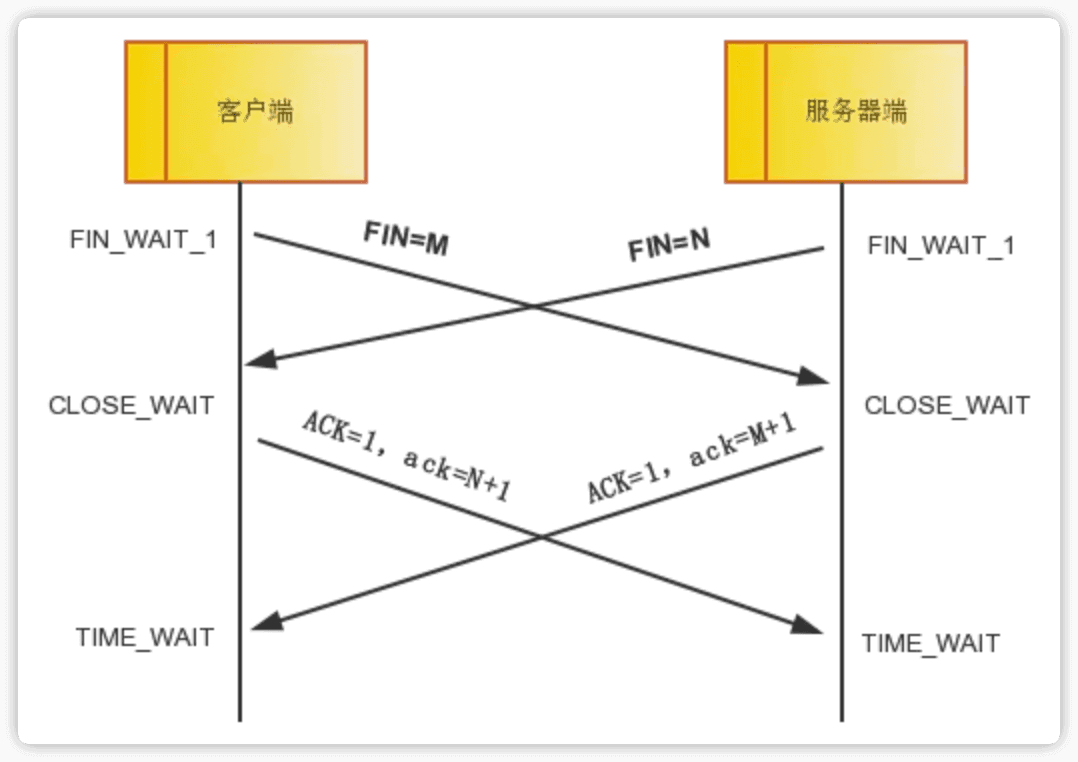 客户端
服务器端
FIN_WAIT_1
FIN=M
FIN=N
FIN_WAIT_1
CLOSE_WAIT
CLOSE_WAIT
ACK=1, ack=N+1
ACK=1, ack=M+1
TIME_WAIT
TIME_WAIT